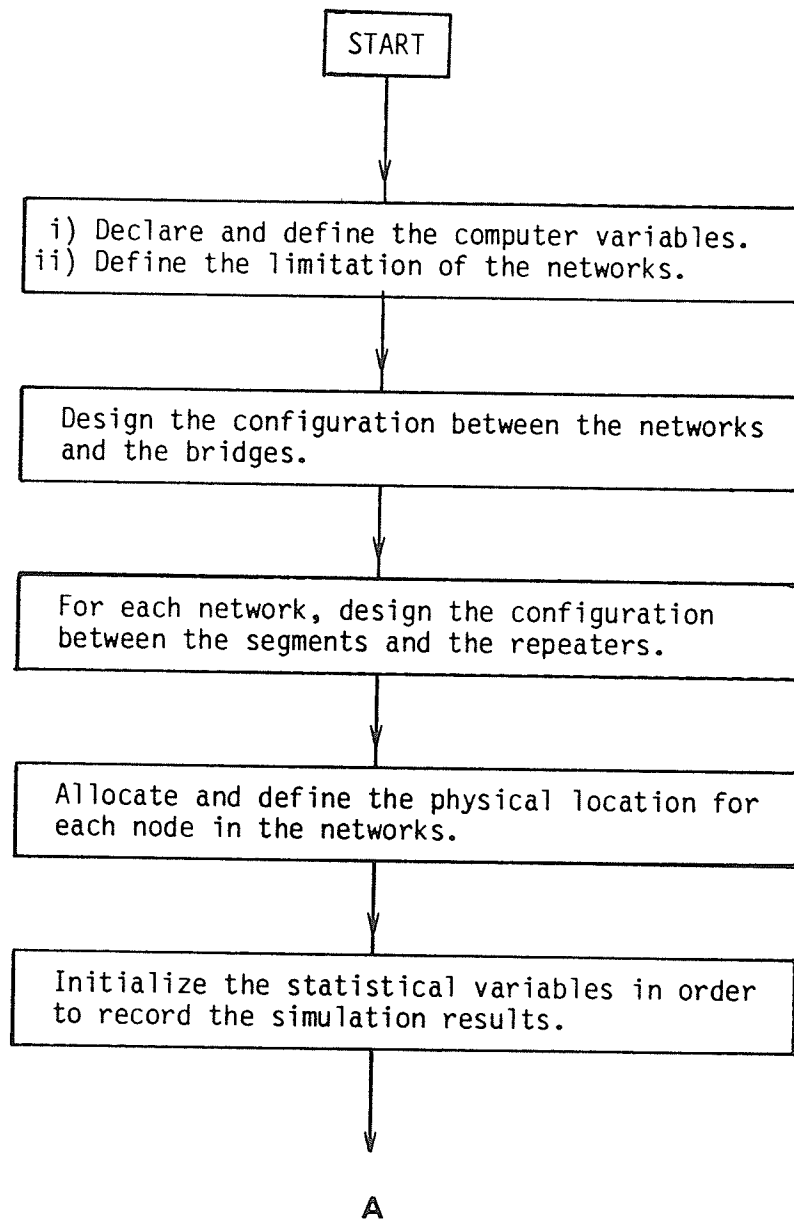 START
i) Declare and define the computer variables.
ii) Define the limitation of the networks.
Design the configuration between the networks
and the bridges.
For each network, design the configuration
between the segments and the repeaters.
Allocate and define the physical location for
each node in the networks.
Initialize the statistical variables in order
to record the simulation results.
A